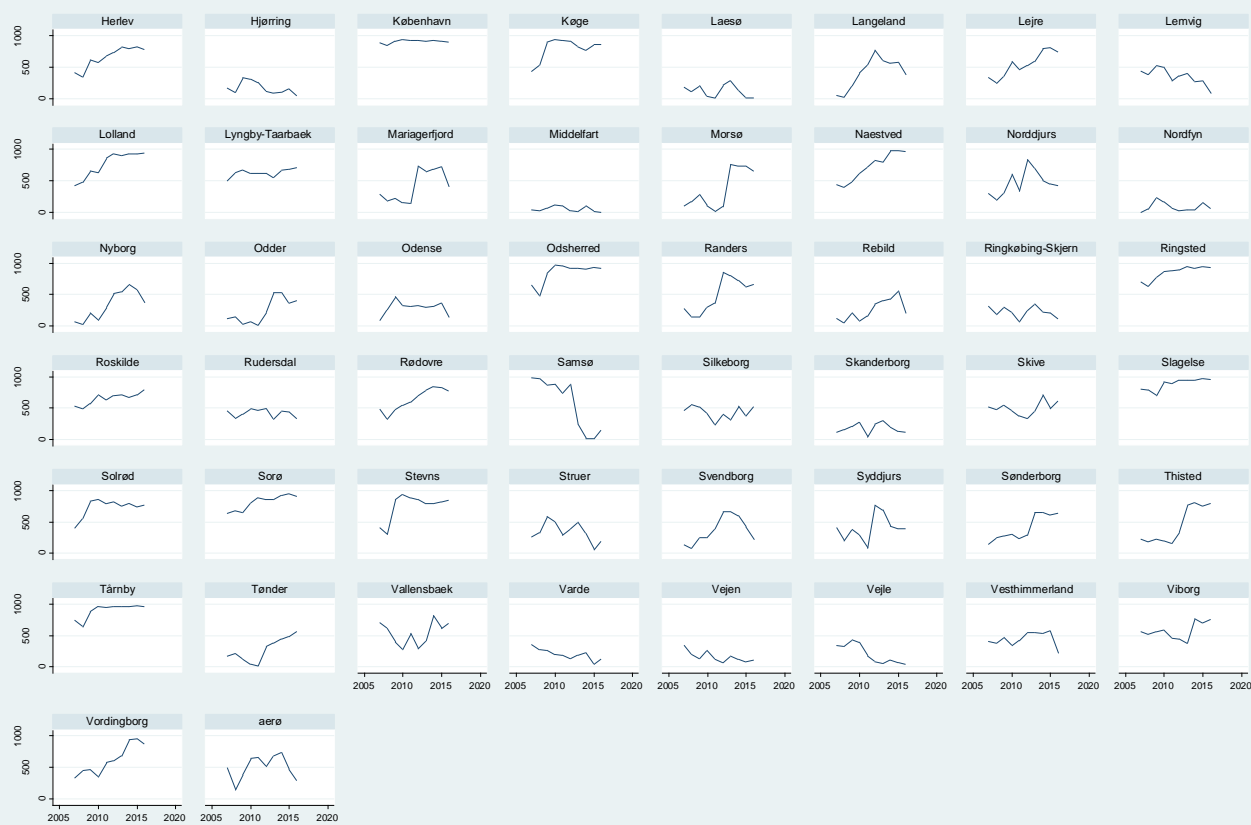 Herlev Hjørring København Køge Laesø Langeland Lejre Lemvig
1000
500
0
Lolland Lyngby-Taarbaek Mariagerfjord Middelfart Morsø Naestved Norddjurs Nordfyn
1000
500
0
Nyborg Odder Odense Odsherred Randers Rebild Ringkøbing-Skjern Ringsted
1000
500
0
Roskilde Rudersdal Rødovre Samsø Silkeborg Skanderborg Skive Slagelse
1000
500
0
Solrød Sorø Stevns Struer Svendborg Syddjurs Sønderborg Thisted
1000
500
0
Tårnby Tønder Vallensbaek Varde Vejen Vejle Vesthimmerland Viborg
1000
500
0
2005 2010 2015 2020 2005 2010 2015 2020 2005 2010 2015 2020 2005 2010 2015 2020 2005 2010 2015 2020 2005 2010 2015 2020
Vordingborg aerø
1000
500
0
2005 2010 2015 2020 2005 2010 2015 2020